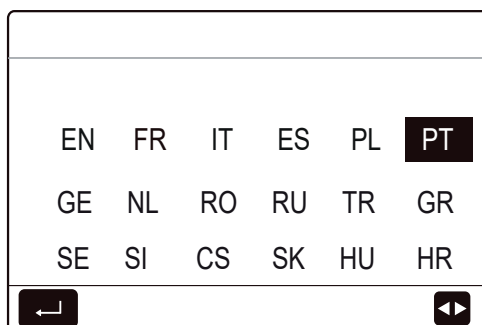 EN FR IT ES PL PT
GE NL RO RU TR GR
SE SI CS SK HU HR